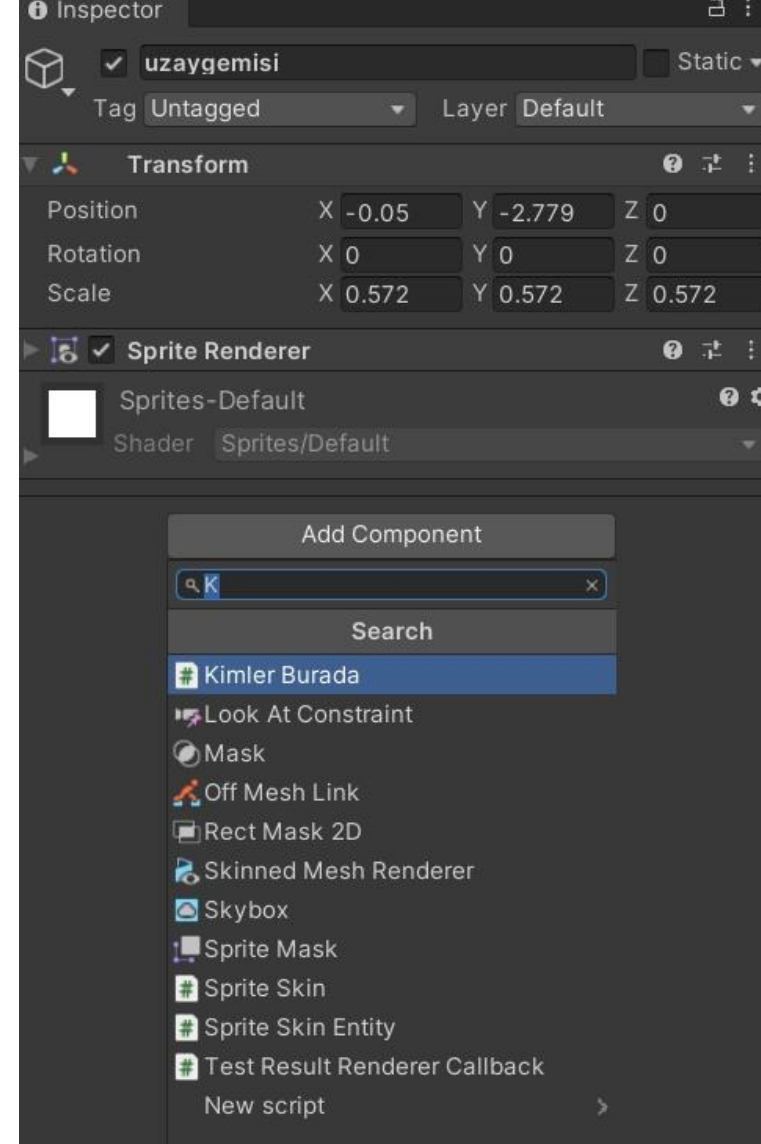 Inspector
uzaygemisi Static
Tag Untagged Layer Default
Transform
Position X -0.05 Y -2.779 Z 0
Rotation X 0 Y 0 Z 0
Scale X 0.572 Y 0.572 Z 0.572
Sprite Renderer
Sprites-Default
Shader Sprites/Default
Add Component
K
Search
Kimler Burada
Look At Constraint
Mask
Off Mesh Link
Rect Mask 2D
Skinned Mesh Renderer
Skybox
Sprite Mask
Sprite Skin
Sprite Skin Entity
Test Result Renderer Callback
New script